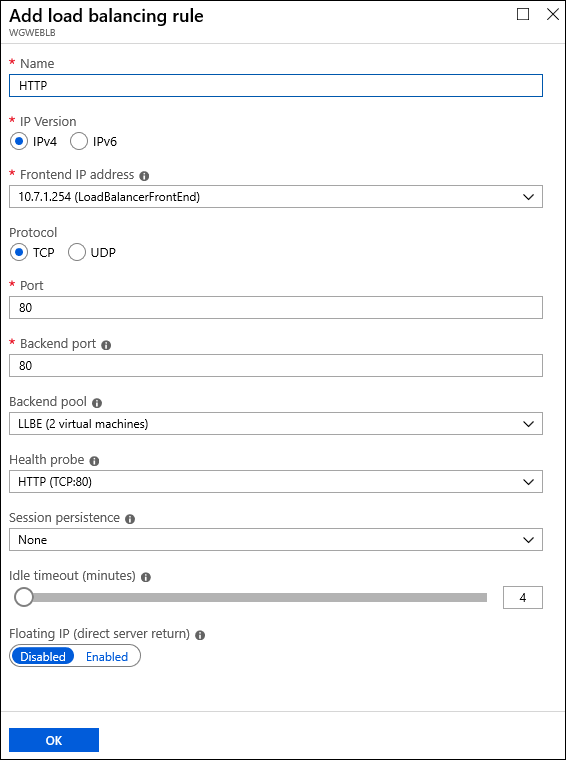 Add load balancing rule
WGWEBLB
* Name
HTTP
* IP Version
IPv4 IPv6
* Frontend IP address
10.7.1.254 (LoadBalancerFrontEnd)
Protocol
TCP UDP
* Port
80
* Backend port
80
Backend pool
LLBE (2 virtual machines)
Health probe
HTTP (TCP:80)
Session persistence
None
Idle timeout (minutes)
4
Floating IP (direct server return)
Disabled Enabled
OK